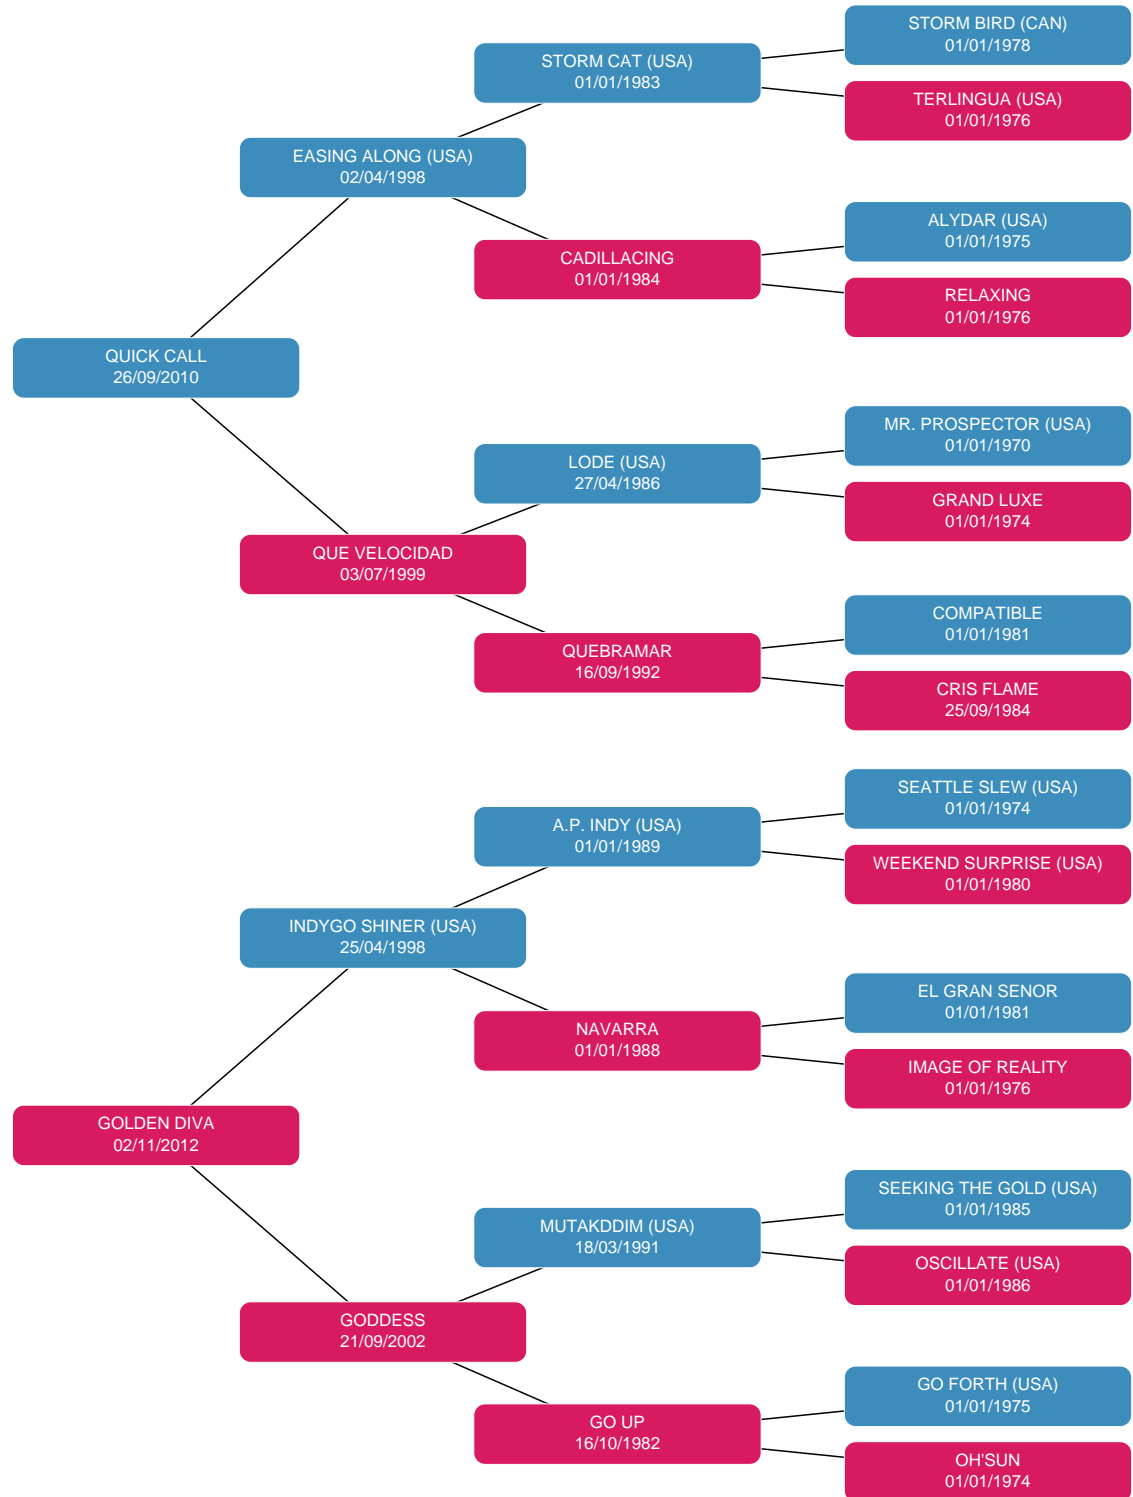 STORM BIRD (CAN)
01/01/1978
STORM CAT (USA)
01/01/1983
TERLINGUA (USA)
01/01/1976
EASING ALONG (USA)
02/04/1998
ALYDAR (USA)
01/01/1975
CADILLACING
01/01/1984
RELAXING
01/01/1976
QUICK CALL
26/09/2010
MR. PROSPECTOR (USA)
01/01/1970
LODE (USA)
27/04/1986
GRAND LUXE
01/01/1974
QUE VELOCIDAD
03/07/1999
COMPATIBLE
01/01/1981
QUEBRAMAR
16/09/1992
CRIS FLAME
25/09/1984
SEATTLE SLEW (USA)
01/01/1974
A.P. INDY (USA)
01/01/1989
WEEKEND SURPRISE (USA)
01/01/1980
INDYGO SHINER (USA)
25/04/1998
EL GRAN SENOR
01/01/1981
NAVARRA
01/01/1988
IMAGE OF REALITY
01/01/1976
GOLDEN DIVA
02/11/2012
SEEKING THE GOLD (USA)
01/01/1985
MUTAKDDIM (USA)
18/03/1991
OSCILLATE (USA)
01/01/1986
GODDESS
21/09/2002
GO FORTH (USA)
01/01/1975
GO UP
16/10/1982
OH'SUN
01/01/1974